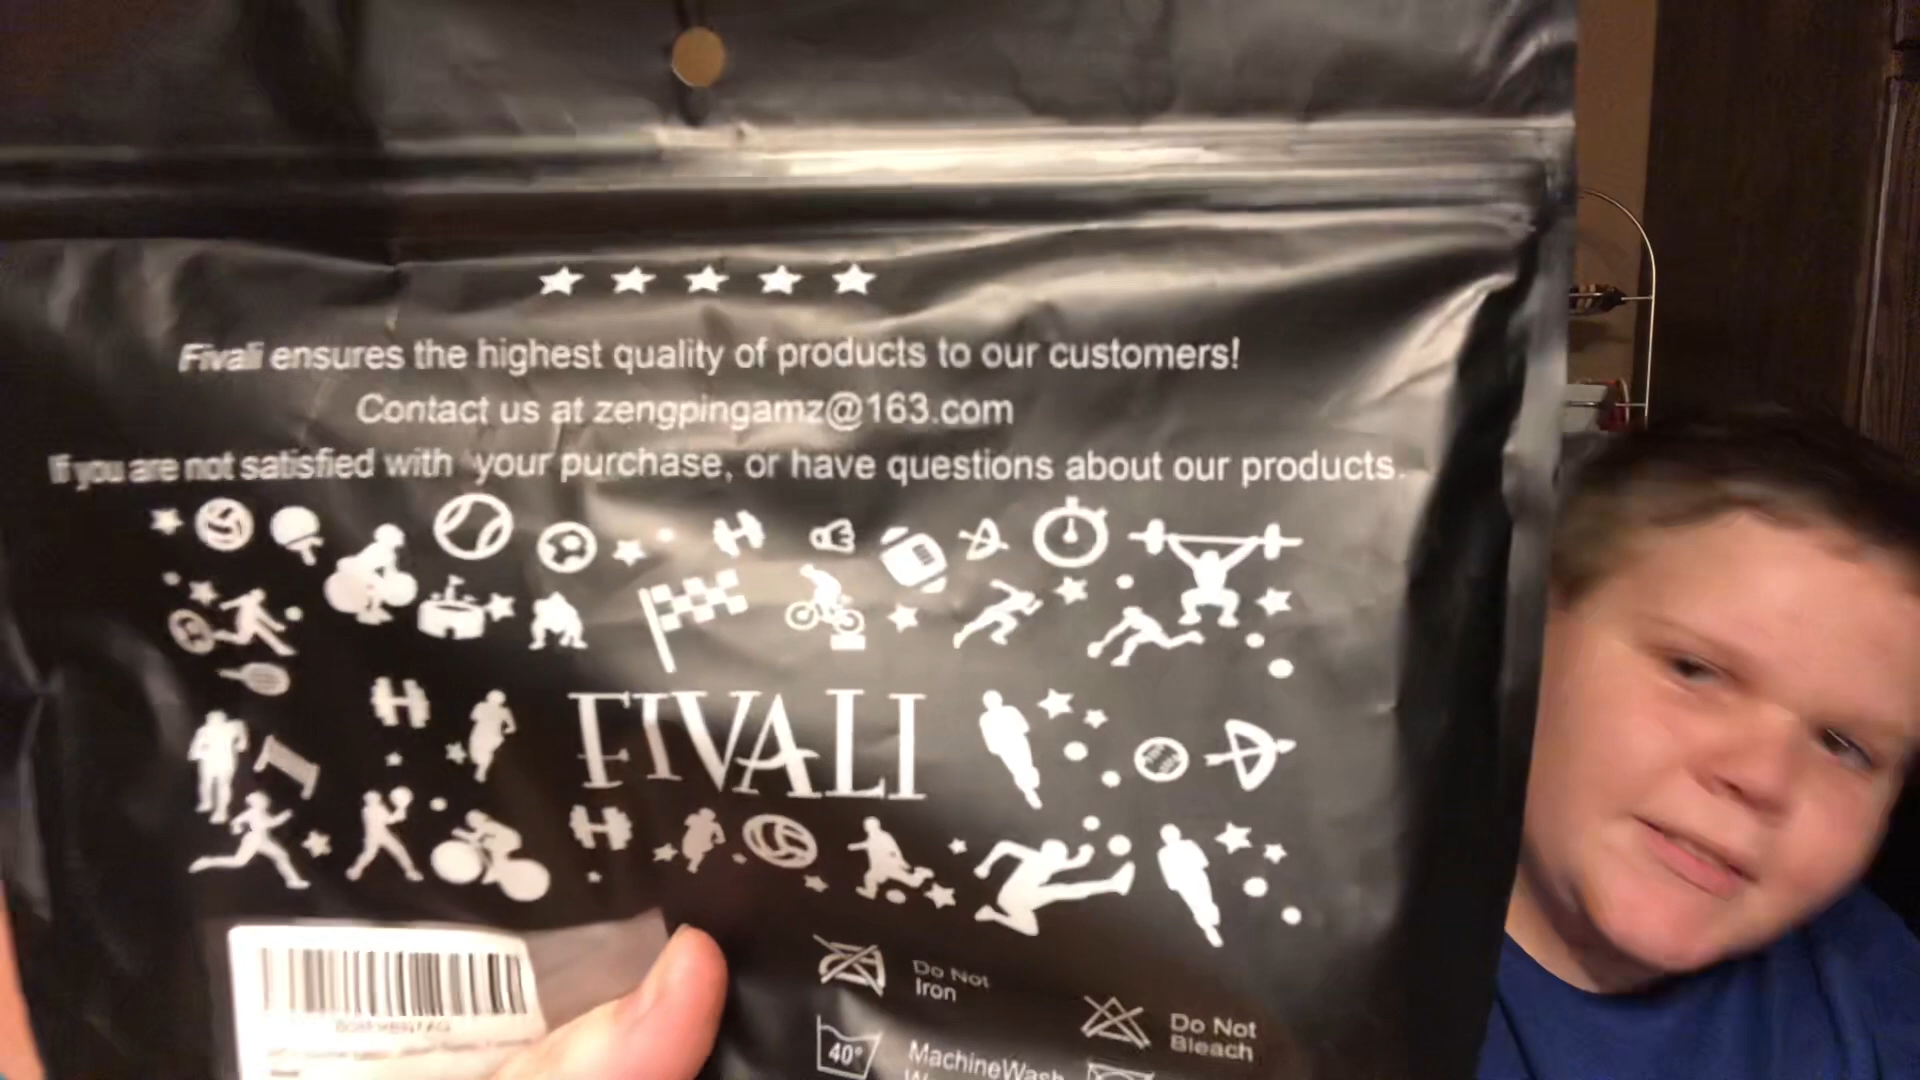 Fivali ensures the highest quality of products to our customers!
Contact us at zengpingamz@163.com
If you are not satisfied with your purchase, or have questions about our products.
FIVALI
Do Not
Iron
Do Not
Bleach
40°
MachineWash